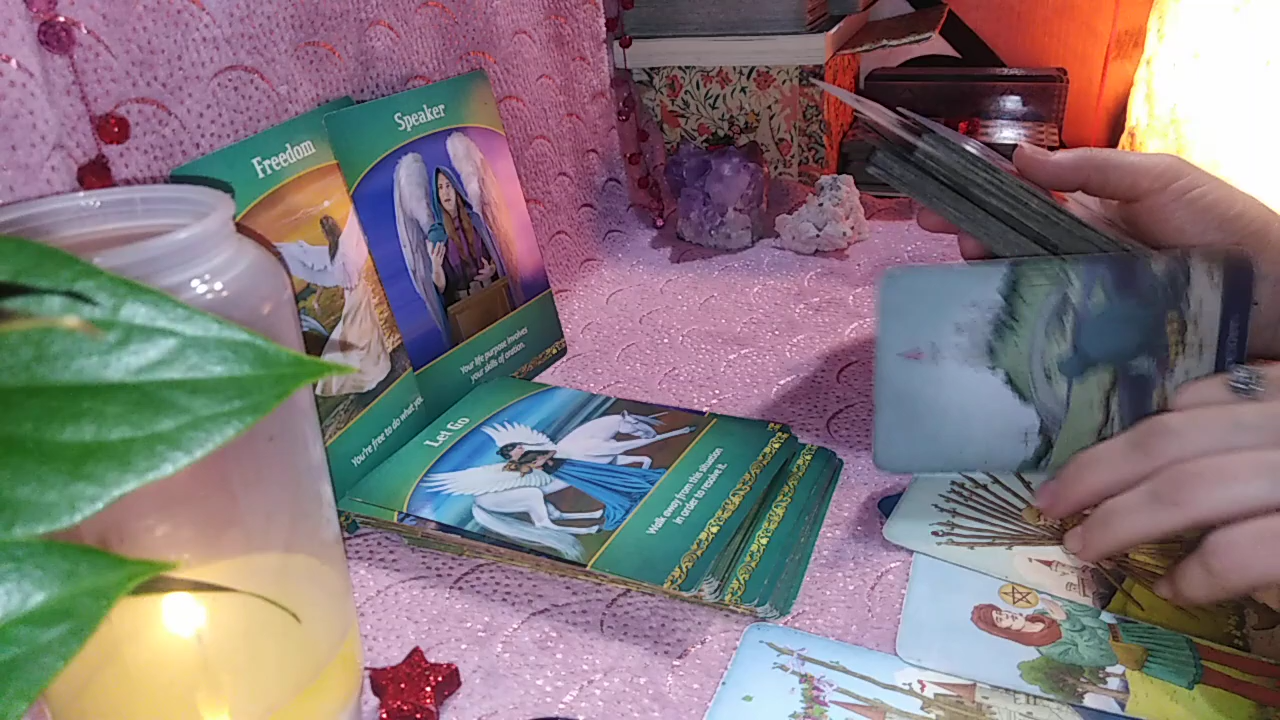 Freedom
You're free to do what you
Speaker
Your life purpose involves
your skills of oration.
Let Go
Walk away from this situation
in order to resolve it.